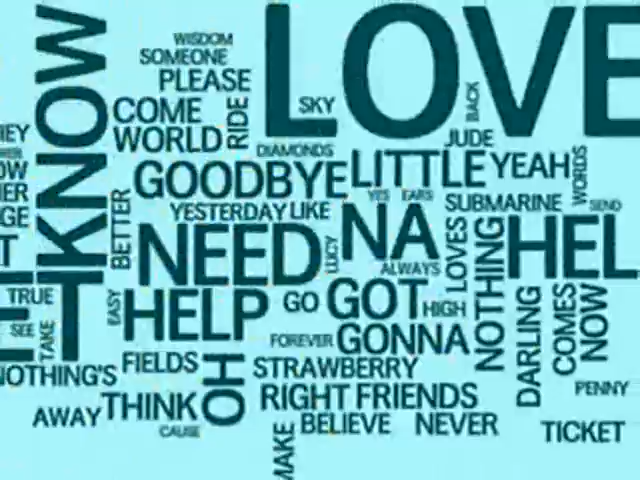 LOVE
KNOW
WISDOM
SOMEONE
PLEASE
COME
SKY
BACK
RIDE
WORLD
JUDE
DIAMONDS
GOODBYE
LITTLE
YEAH
WORDS
YES
EARS
SUBMARINE
SEND
BETTER
YESTERDAY
LIKE
NA
LOVES
NOTHING
HEL
NEED
LUCY
ALWAYS
TRUE
EASY
HELP
GO
GOT
HIGH
DARLING
COMES
NOW
SEE
TAKE
FOREVER
GONNA
FIELDS
OH
STRAWBERRY
PENNY
RIGHT
FRIENDS
AWAY
THINK
CAUSE
BELIEVE
NEVER
TICKET
MAKE
OTHING'S